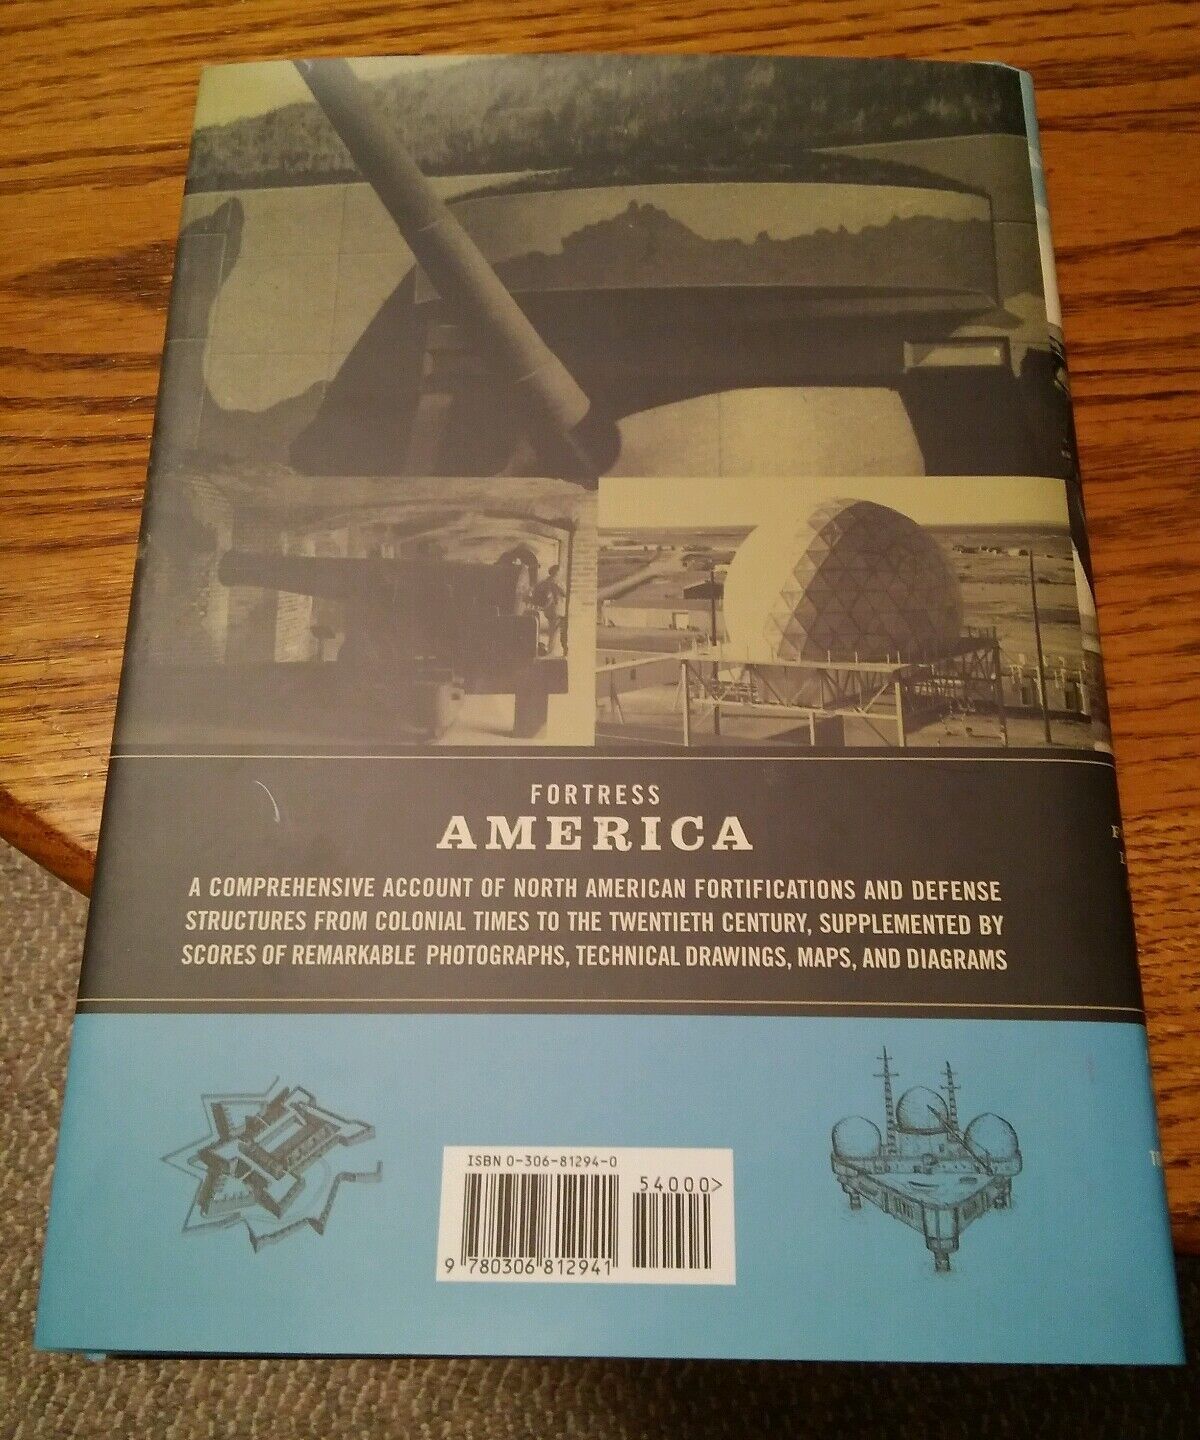 FORTRESS
AMERICA
A COMPREHENSIVE ACCOUNT OF NORTH AMERICAN FORTIFICATIONS AND DEFENSE
STRUCTURES FROM COLONIAL TIMES TO THE TWENTIETH CENTURY, SUPPLEMENTED BY
SCORES OF REMARKABLE PHOTOGRAPHS, TECHNICAL DRAWINGS, MAPS, AND DIAGRAMS
ISBN 0-306-81294-0
54000>
9 780306 812941